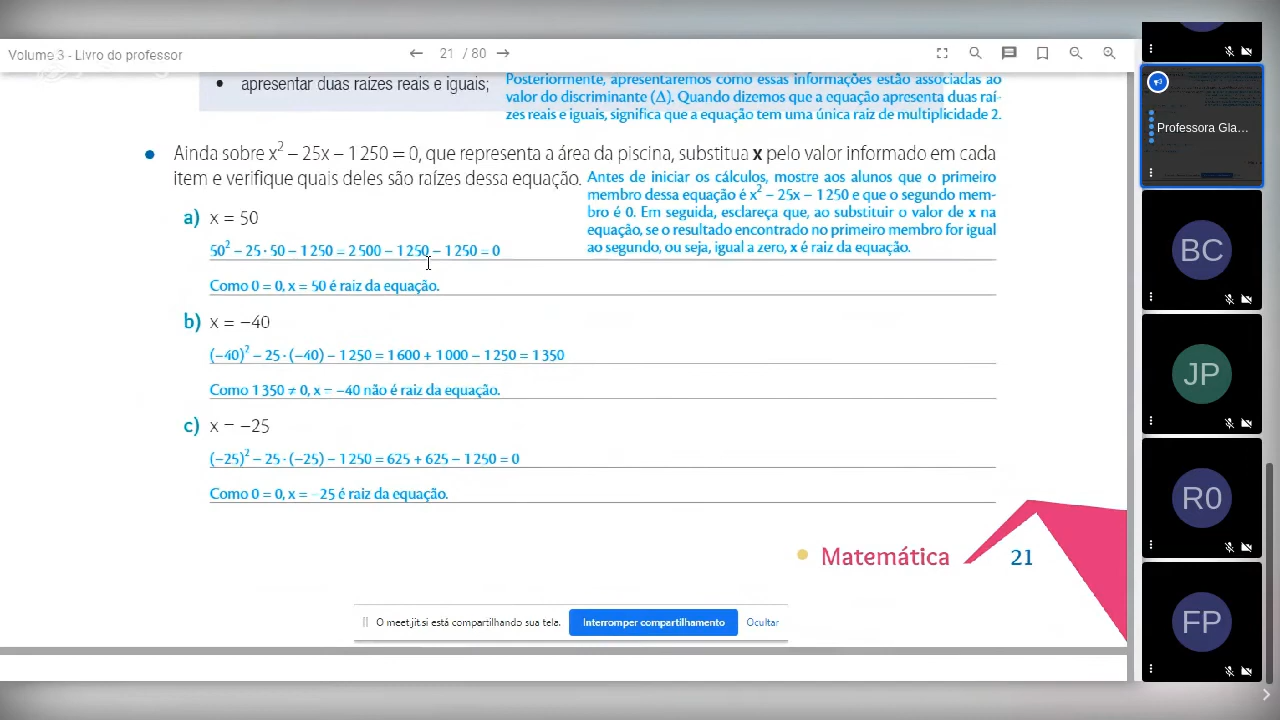 Volume 3 - Livro do professor
21 / 80
• apresentar duas raízes reais e iguais;
Posteriormente, apresentaremos como essas informações estão associadas ao
valor do discriminante (Δ). Quando dizemos que a equação apresenta duas raí-
zes reais e iguais, significa que a equação tem uma única raiz de multiplicidade 2.
• Ainda sobre x² – 25x – 1 250 = 0, que representa a área da piscina, substitua x pelo valor informado em cada
item e verifique quais deles são raízes dessa equação.
Antes de iniciar os cálculos, mostre aos alunos que o primeiro
membro dessa equação é x² – 25x – 1 250 e que o segundo mem-
bro é 0. Em seguida, esclareça que, ao substituir o valor de x na
equação, se o resultado encontrado no primeiro membro for igual
ao segundo, ou seja, igual a zero, x é raiz da equação.
a) x = 50
50² – 25 · 50 – 1 250 = 2 500 – 1 250 – 1 250 = 0
Como 0 = 0, x = 50 é raiz da equação.
b) x = –40
(–40)² – 25 · (–40) – 1 250 = 1 600 + 1 000 – 1 250 = 1 350
Como 1 350 ≠ 0, x = –40 não é raiz da equação.
c) x = –25
(–25)² – 25 · (–25) – 1 250 = 625 + 625 – 1 250 = 0
Como 0 = 0, x = –25 é raiz da equação.
Matemática 21
O meet.jit.si está compartilhando sua tela.
Interromper compartilhamento
Ocultar
Professora Gla...
BC
JP
R0
FP